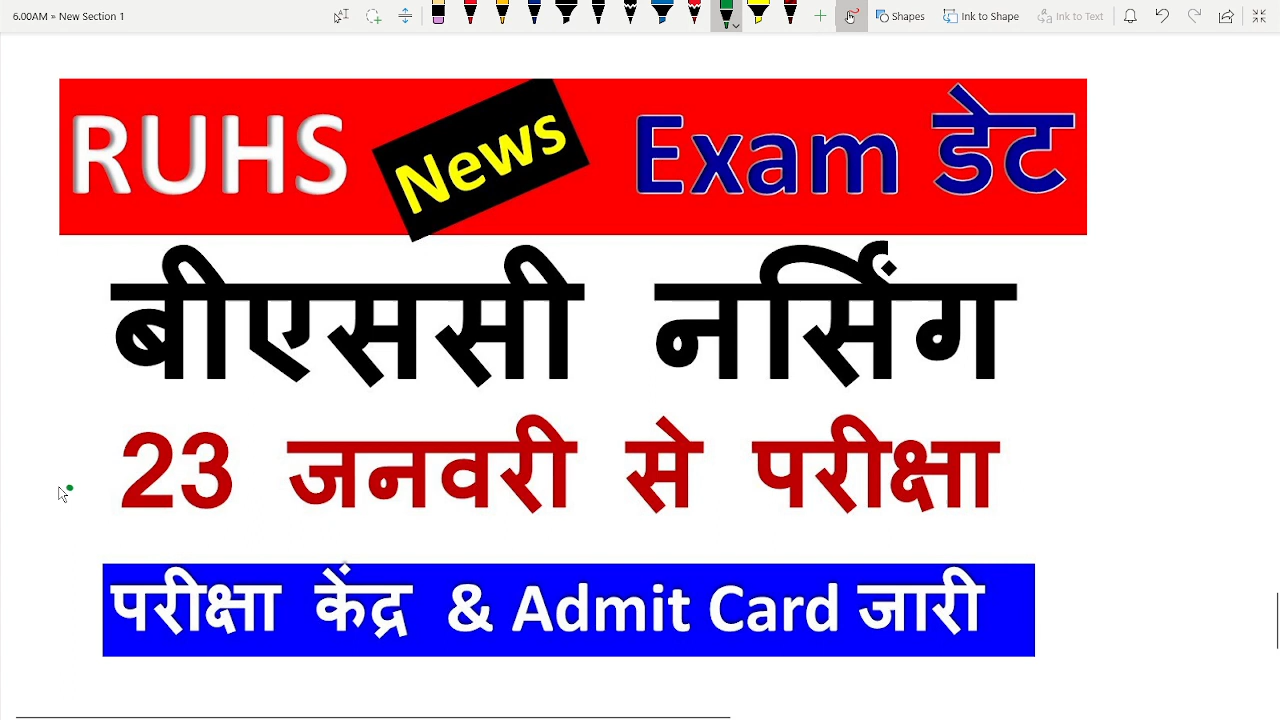 6.00AM » New Section 1
Shapes
Ink to Shape
Ink to Text
RUHS News Exam डेट
बीएससी नर्सिंग
23 जनवरी से परीक्षा
परीक्षा केंद्र & Admit Card जारी